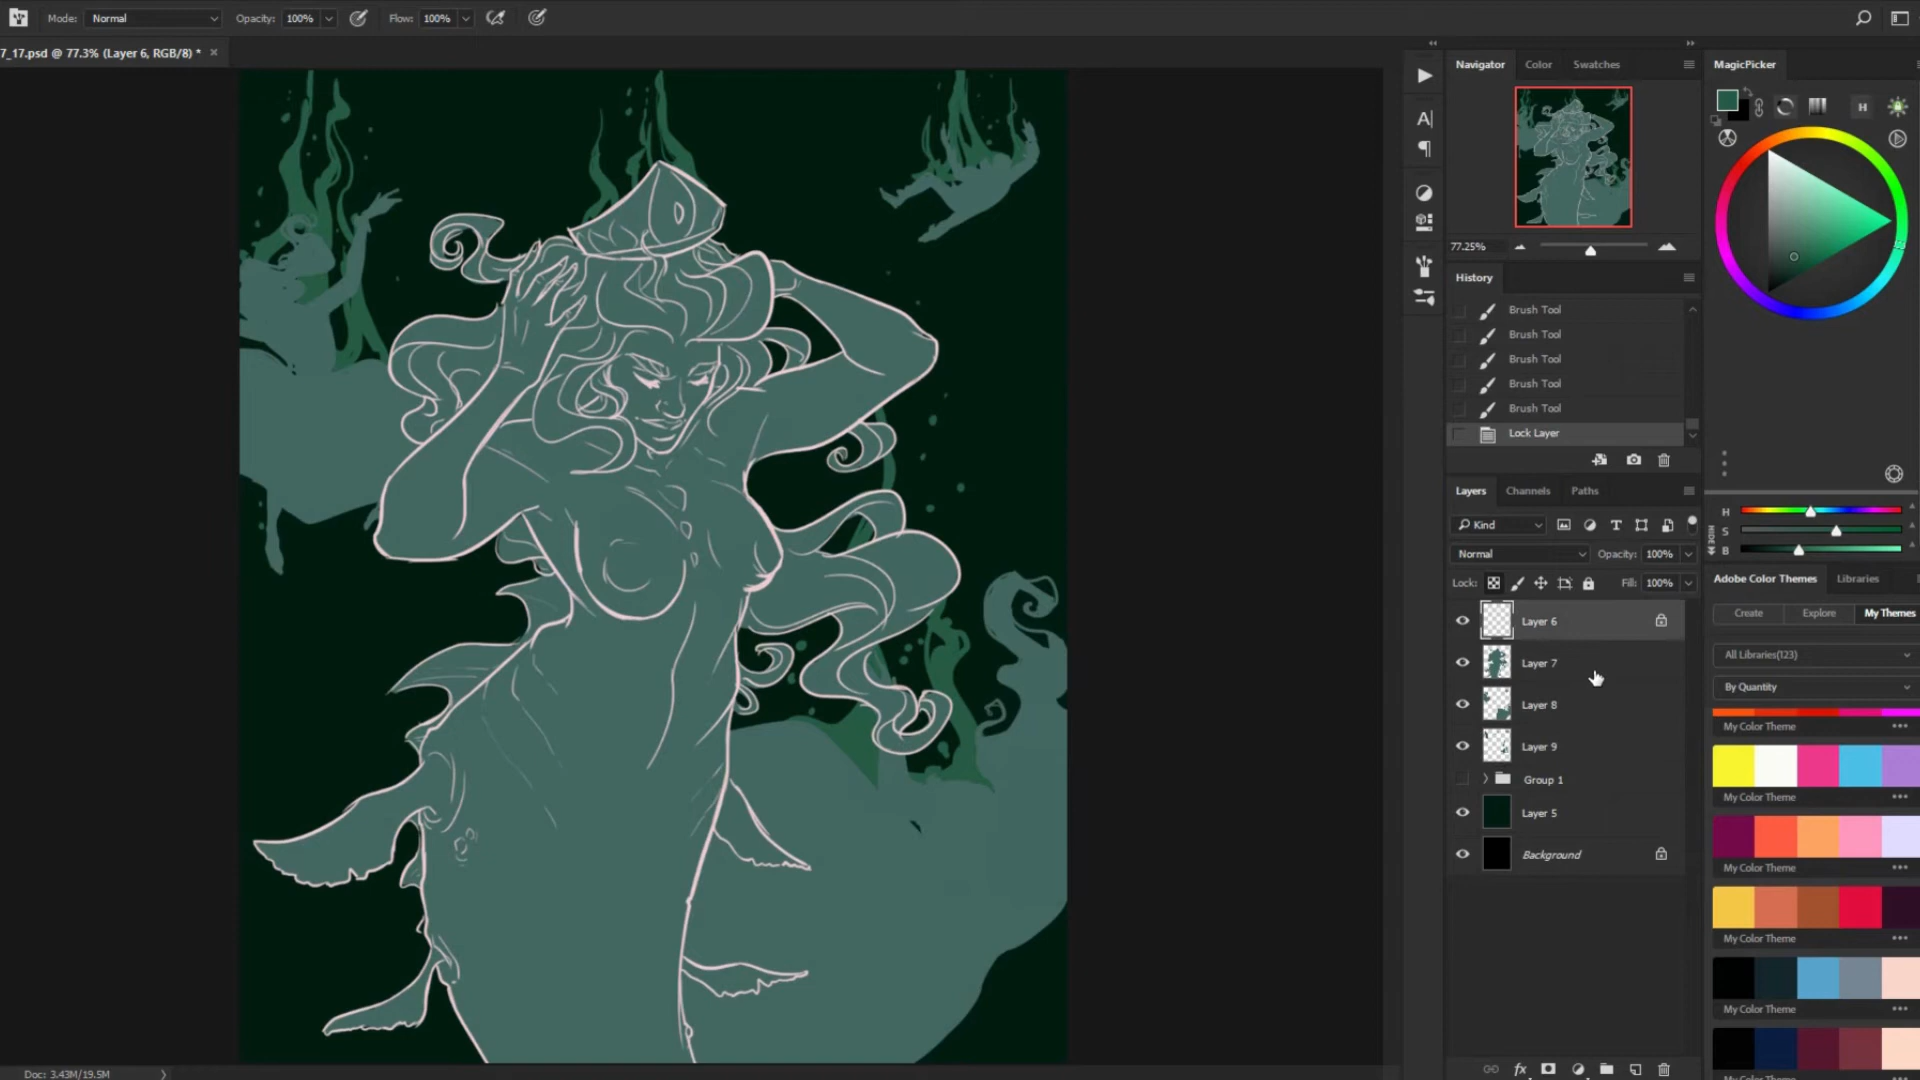 Mode: Normal Opacity: 100% Flow: 100%
7_17.psd @ 77.3% (Layer 6, RGB/8) * ×
Navigator Color Swatches
77.25%
History
Brush Tool
Brush Tool
Brush Tool
Brush Tool
Brush Tool
Lock Layer
Layers Channels Paths
Kind
Normal Opacity: 100%
Lock: Fill: 100%
Layer 6
Layer 7
Layer 8
Layer 9
Group 1
Layer 5
Background
MagicPicker
H
HIDE
H
S
B
Adobe Color Themes Libraries
Create Explore My Themes
All Libraries(123)
By Quantity
My Color Theme
My Color Theme
My Color Theme
My Color Theme
My Color Theme
Doc: 3.43M/19.5M